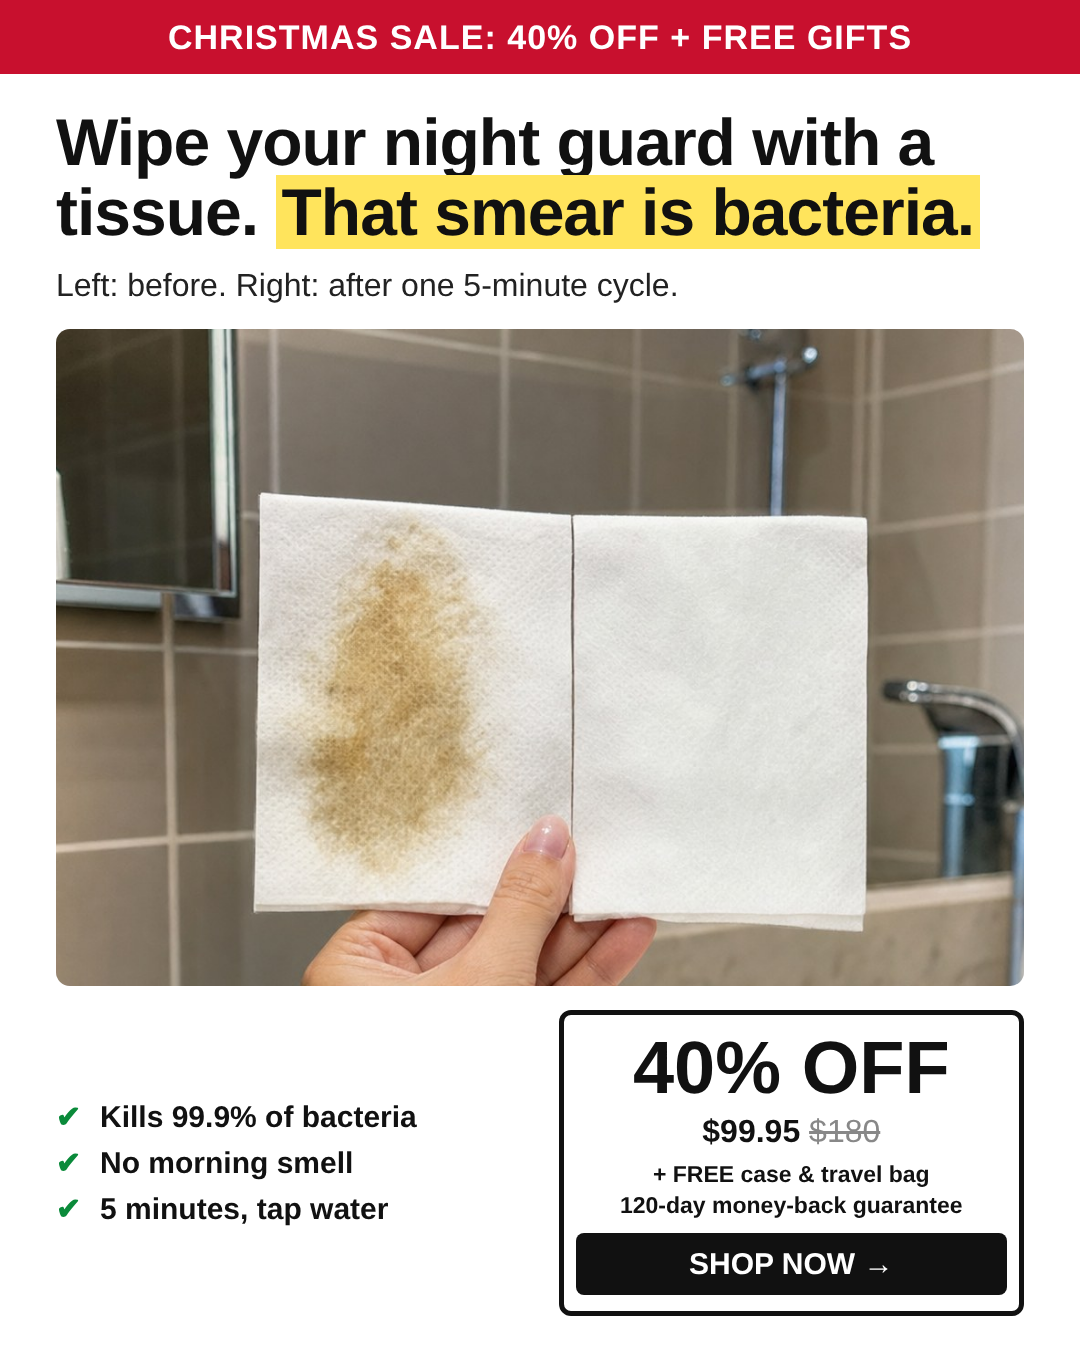 CHRISTMAS SALE: 40% OFF + FREE GIFTS
Wipe your night guard with a
tissue. That smear is bacteria.
Left: before. Right: after one 5-minute cycle.
✔ Kills 99.9% of bacteria
✔ No morning smell
✔ 5 minutes, tap water
40% OFF
$99.95 $180
+ FREE case & travel bag
120-day money-back guarantee
SHOP NOW →